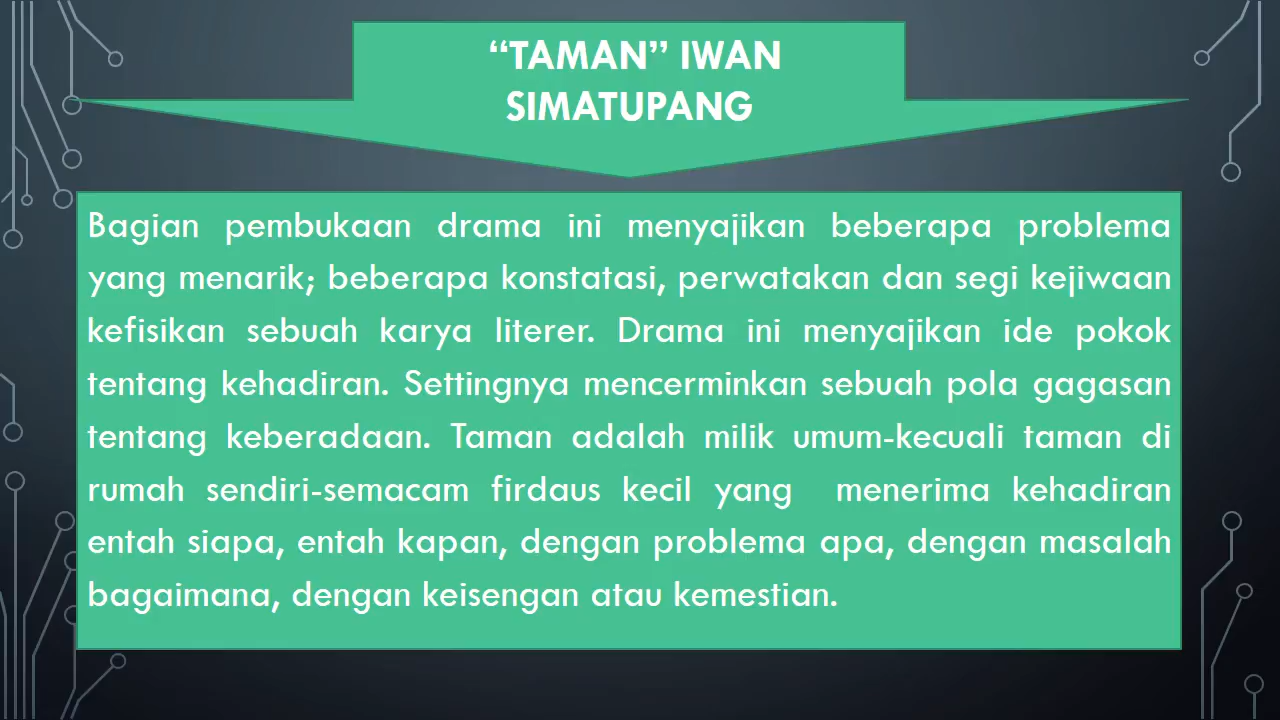 “TAMAN” IWAN
SIMATUPANG
Bagian pembukaan drama ini menyajikan beberapa problema
yang menarik; beberapa konstatasi, perwatakan dan segi kejiwaan
kefisikan sebuah karya literer. Drama ini menyajikan ide pokok
tentang kehadiran. Settingnya mencerminkan sebuah pola gagasan
tentang keberadaan. Taman adalah milik umum-kecuali taman di
rumah sendiri-semacam firdaus kecil yang menerima kehadiran
entah siapa, entah kapan, dengan problema apa, dengan masalah
bagaimana, dengan keisengan atau kemestian.